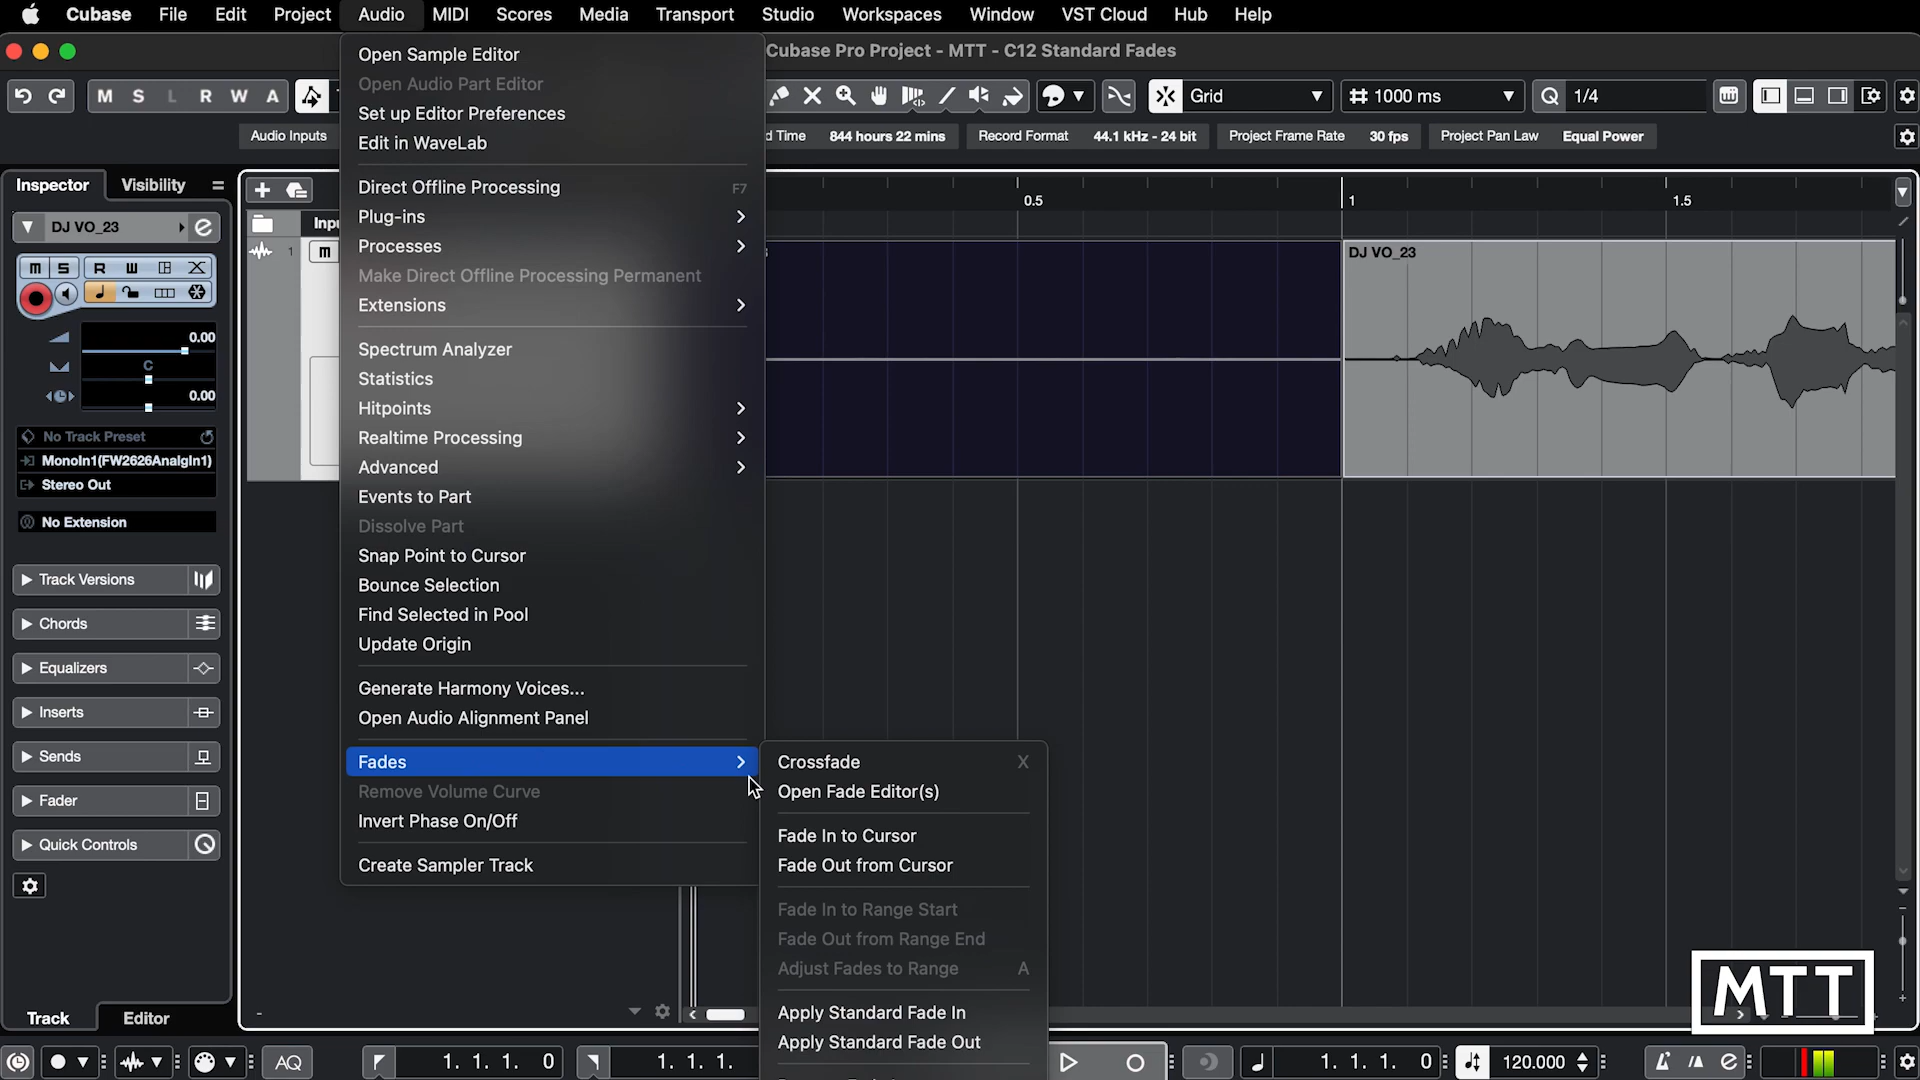 Cubase File Edit Project Audio MIDI Scores Media Transport Studio Workspaces Window VST Cloud Hub Help
Cubase Pro Project - MTT - C12 Standard Fades
M S L R W A
Grid
1000 ms
Q 1/4
Audio Inputs
d Time 844 hours 22 mins
Record Format 44.1 kHz - 24 bit
Project Frame Rate 30 fps
Project Pan Law Equal Power
Inspector Visibility
DJ VO_23
m S R W
0.00
C
0.00
No Track Preset
MonoIn1(FW2626AnalgIn1)
Stereo Out
No Extension
Track Versions
Chords
Equalizers
Inserts
Sends
Fader
Quick Controls
Track Editor
Inpu
1 m
Open Sample Editor
Open Audio Part Editor
Set up Editor Preferences
Edit in WaveLab
Direct Offline Processing F7
Plug-ins
Processes
Make Direct Offline Processing Permanent
Extensions
Spectrum Analyzer
Statistics
Hitpoints
Realtime Processing
Advanced
Events to Part
Dissolve Part
Snap Point to Cursor
Bounce Selection
Find Selected in Pool
Update Origin
Generate Harmony Voices...
Open Audio Alignment Panel
Fades
Remove Volume Curve
Invert Phase On/Off
Create Sampler Track
Crossfade X
Open Fade Editor(s)
Fade In to Cursor
Fade Out from Cursor
Fade In to Range Start
Fade Out from Range End
Adjust Fades to Range A
Apply Standard Fade In
Apply Standard Fade Out
0.5 1 1.5
DJ VO_23
MTT
AQ
1. 1. 1. 0
1. 1. 1.
1. 1. 1. 0
120.000